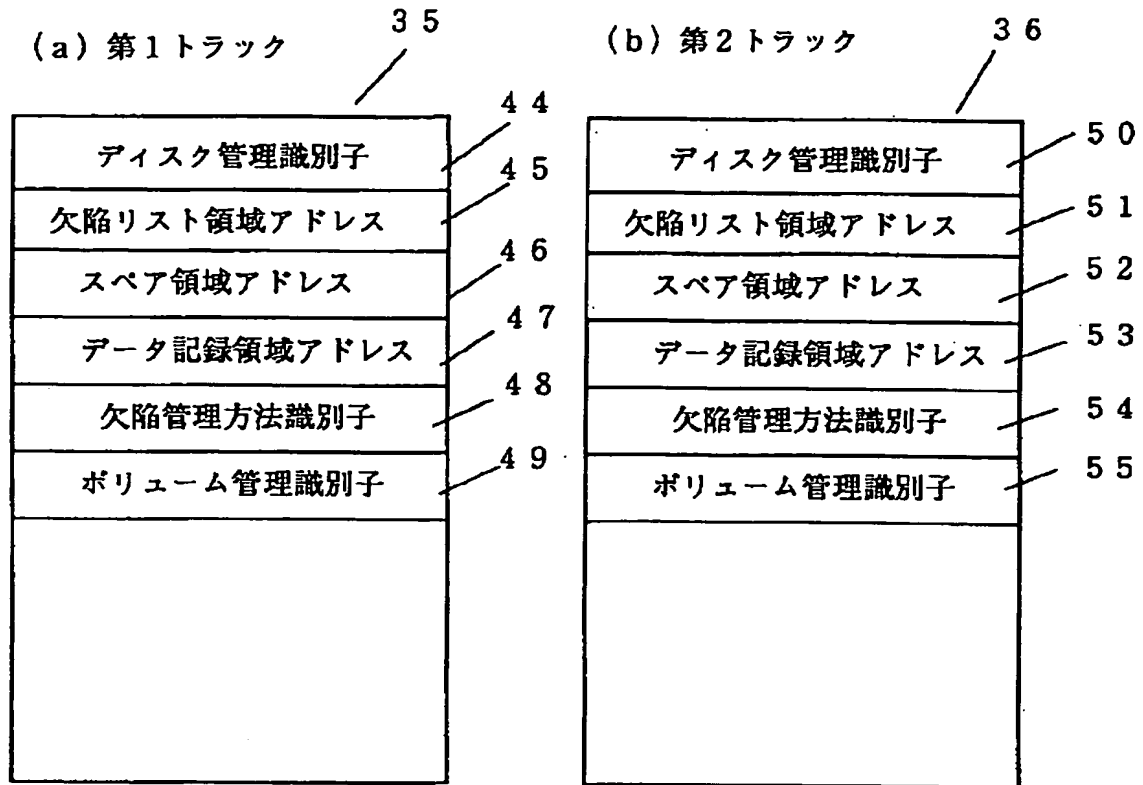 (a) 第1トラック
35
ディスク管理識別子
44
欠陥リスト領域アドレス
45
スペア領域アドレス
46
データ記録領域アドレス
47
欠陥管理方法識別子
48
ボリューム管理識別子
49
(b) 第2トラック
36
ディスク管理識別子
50
欠陥リスト領域アドレス
51
スペア領域アドレス
52
データ記録領域アドレス
53
欠陥管理方法識別子
54
ボリューム管理識別子
55